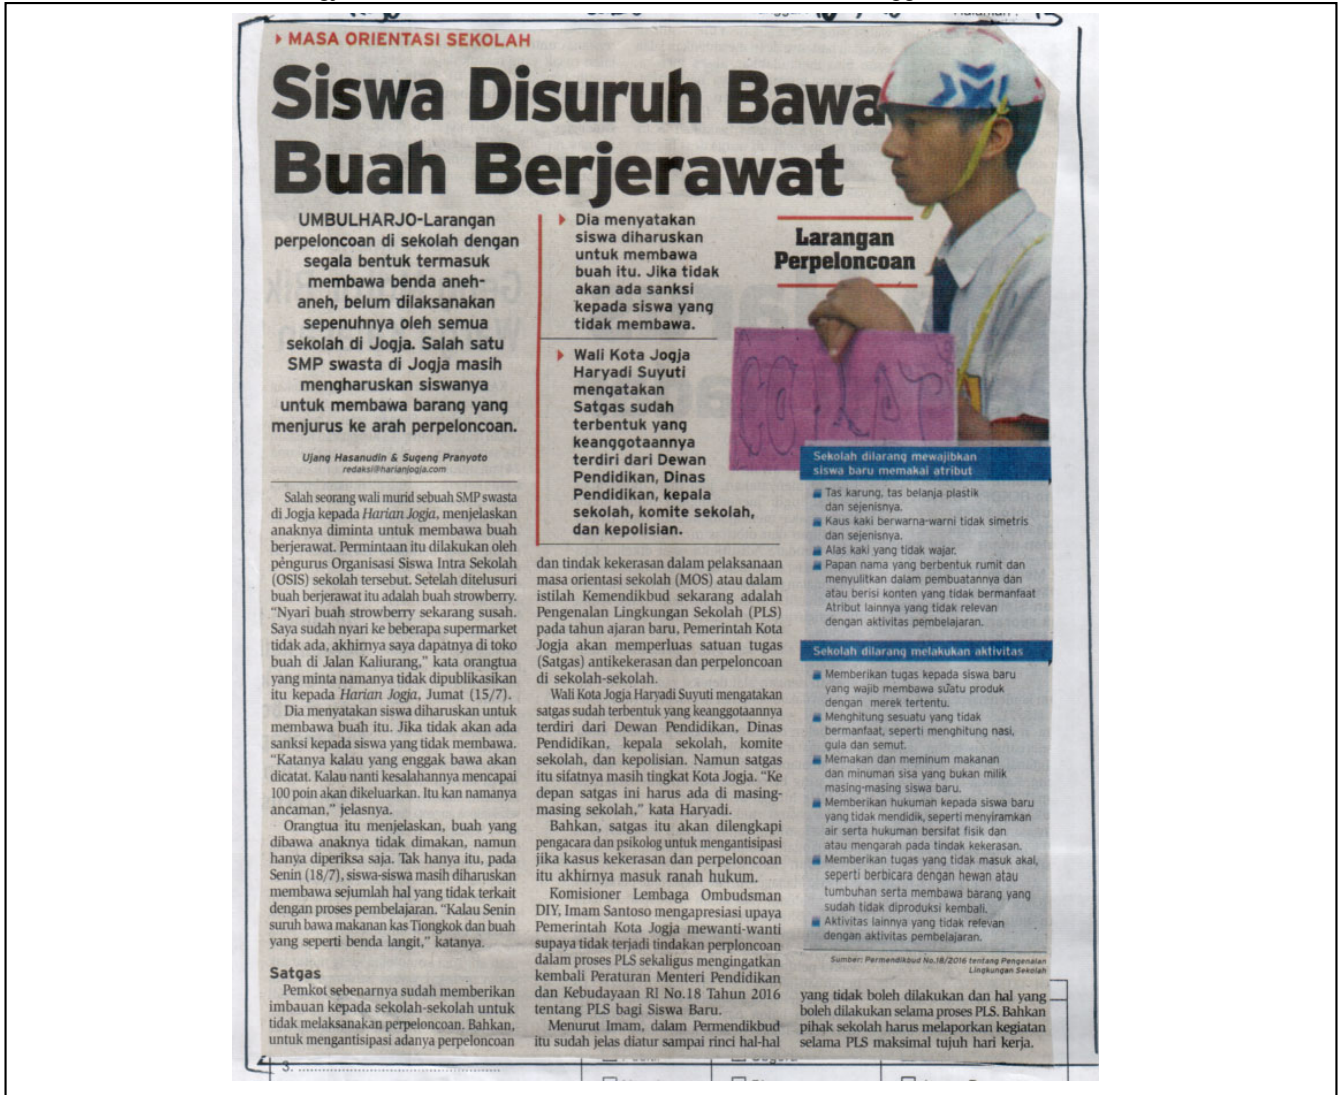 MASA ORIENTASI SEKOLAH
Siswa Disuruh Bawa
Buah Berjerawat
UMBULHARJO-Larangan
perpeloncoan di sekolah dengan
segala bentuk termasuk
membawa benda aneh-
aneh, belum dilaksanakan
sepenuhnya oleh semua
sekolah di Jogja. Salah satu
SMP swasta di Jogja masih
mengharuskan siswanya
untuk membawa barang yang
menjurus ke arah perpeloncoan.
Ujang Hasanudin & Sugeng Pranyoto
redaksi@harianjogja.com
Salah seorang wali murid sebuah SMP swasta
di Jogja kepada Harian Jogja, menjelaskan
anaknya diminta untuk membawa buah
berjerawat. Permintaan itu dilakukan oleh
pengurus Organisasi Siswa Intra Sekolah
(OSIS) sekolah tersebut. Setelah ditelusuri
buah berjerawat itu adalah buah strowberry.
“Nyari buah strowberry sekarang susah.
Saya sudah nyari ke beberapa supermarket
tidak ada, akhirnya saya dapatnya di toko
buah di Jalan Kaliurang,” kata orangtua
yang minta namanya tidak dipublikasikan
itu kepada Harian Jogja, Jumat (15/7).
Dia menyatakan siswa diharuskan untuk
membawa buah itu. Jika tidak akan ada
sanksi kepada siswa yang tidak membawa.
“Katanya kalau yang enggak bawa akan
dicatat. Kalau nanti kesalahannya mencapai
100 poin akan dikeluarkan. Itu kan namanya
ancaman,” jelasnya.
Orangtua itu menjelaskan, buah yang
dibawa anaknya tidak dimakan, namun
hanya diperiksa saja. Tak hanya itu, pada
Senin (18/7), siswa-siswa masih diharuskan
membawa sejumlah hal yang tidak terkait
dengan proses pembelajaran. “Kalau Senin
suruh bawa makanan kas Tiongkok dan buah
yang seperti benda langit,” katanya.
Satgas
Pemkot sebenarnya sudah memberikan
imbauan kepada sekolah-sekolah untuk
tidak melaksanakan perpeloncoan. Bahkan,
untuk mengantisipasi adanya perpeloncoan
Dia menyatakan
siswa diharuskan
untuk membawa
buah itu. Jika tidak
akan ada sanksi
kepada siswa yang
tidak membawa.
Wali Kota Jogja
Haryadi Suyuti
mengatakan
Satgas sudah
terbentuk yang
keanggotaannya
terdiri dari Dewan
Pendidikan, Dinas
Pendidikan, kepala
sekolah, komite sekolah,
dan kepolisian.
dan tindak kekerasan dalam pelaksanaan
masa orientasi sekolah (MOS) atau dalam
istilah Kemendikbud sekarang adalah
Pengenalan Lingkungan Sekolah (PLS)
pada tahun ajaran baru, Pemerintah Kota
Jogja akan memperluas satuan tugas
(Satgas) antikekerasan dan perpeloncoan
di sekolah-sekolah.
Wali Kota Jogja Haryadi Suyuti mengatakan
satgas sudah terbentuk yang keanggotaannya
terdiri dari Dewan Pendidikan, Dinas
Pendidikan, kepala sekolah, komite
sekolah, dan kepolisian. Namun satgas
itu sifatnya masih tingkat Kota Jogja. “Ke
depan satgas ini harus ada di masing-
masing sekolah,” kata Haryadi.
Bahkan, satgas itu akan dilengkapi
pengacara dan psikolog untuk mengantisipasi
jika kasus kekerasan dan perpeloncoan
itu akhirnya masuk ranah hukum.
Komisioner Lembaga Ombudsman
DIY, Imam Santoso mengapresiasi upaya
Pemerintah Kota Jogja mewanti-wanti
supaya tidak terjadi tindakan perploncoan
dalam proses PLS sekaligus mengingatkan
kembali Peraturan Menteri Pendidikan
dan Kebudayaan RI No.18 Tahun 2016
tentang PLS bagi Siswa Baru.
Menurut Imam, dalam Permendikbud
itu sudah jelas diatur sampai rinci hal-hal
Larangan
Perpeloncoan
Sekolah dilarang mewajibkan
siswa baru memakai atribut
Tas karung, tas belanja plastik
dan sejenisnya.
Kaus kaki berwarna-warni tidak simetris
dan sejenisnya.
Alas kaki yang tidak wajar.
Papan nama yang berbentuk rumit dan
menyulitkan dalam pembuatannya dan
atau berisi konten yang tidak bermanfaat
Atribut lainnya yang tidak relevan
dengan aktivitas pembelajaran.
Sekolah dilarang melakukan aktivitas
Memberikan tugas kepada siswa baru
yang wajib membawa suatu produk
dengan merek tertentu.
Menghitung sesuatu yang tidak
bermanfaat, seperti menghitung nasi,
gula dan semut.
Memakan dan meminum makanan
dan minuman sisa yang bukan milik
masing-masing siswa baru.
Memberikan hukuman kepada siswa baru
yang tidak mendidik, seperti menyiramkan
air serta hukuman bersifat fisik dan
atau mengarah pada tindak kekerasan.
Memberikan tugas yang tidak masuk akal,
seperti berbicara dengan hewan atau
tumbuhan serta membawa barang yang
sudah tidak diproduksi kembali.
Aktivitas lainnya yang tidak relevan
dengan aktivitas pembelajaran.
Sumber: Permendikbud No.18/2016 tentang Pengenalan
Lingkungan Sekolah
yang tidak boleh dilakukan dan hal yang
boleh dilakukan selama proses PLS. Bahkan
pihak sekolah harus melaporkan kegiatan
selama PLS maksimal tujuh hari kerja.
3.